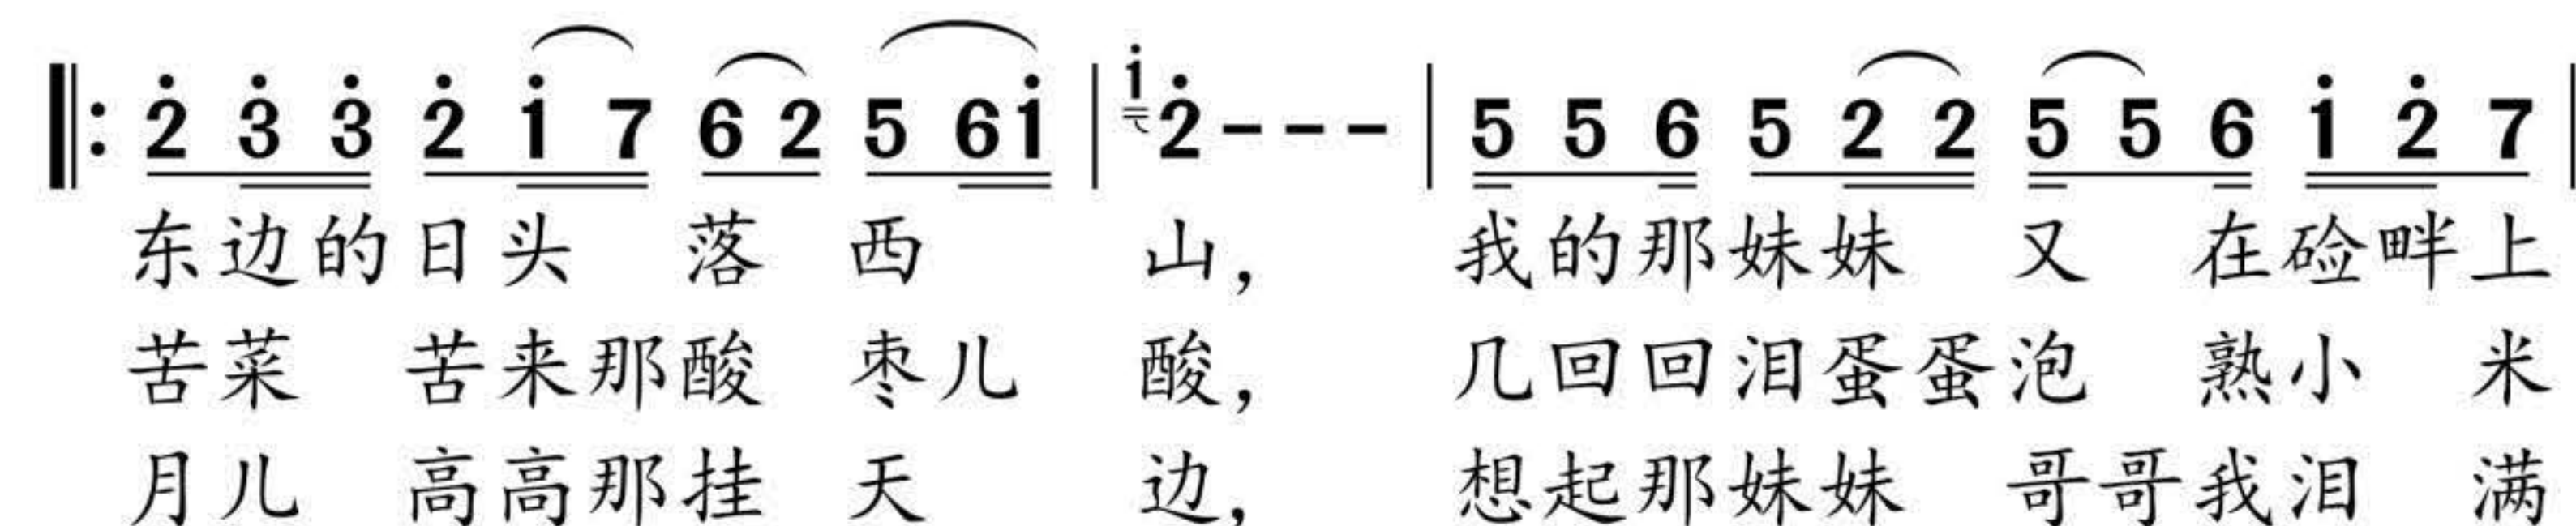 2̇ 3̇ 3̇ 2̇ 1̇ 7 6 2 5 6 1̇ | 1̇ 2̇ - - - | 5 5 6 5 2 2 5 5 6 1̇ 2̇ 7 |
东边的日头 落 西 山, 我的那妹妹 又 在硷畔上
苦菜 苦来那酸 枣儿 酸, 几回回泪蛋蛋泡 熟小 米
月儿 高高那挂 天 边, 想起那妹妹 哥哥我泪 满